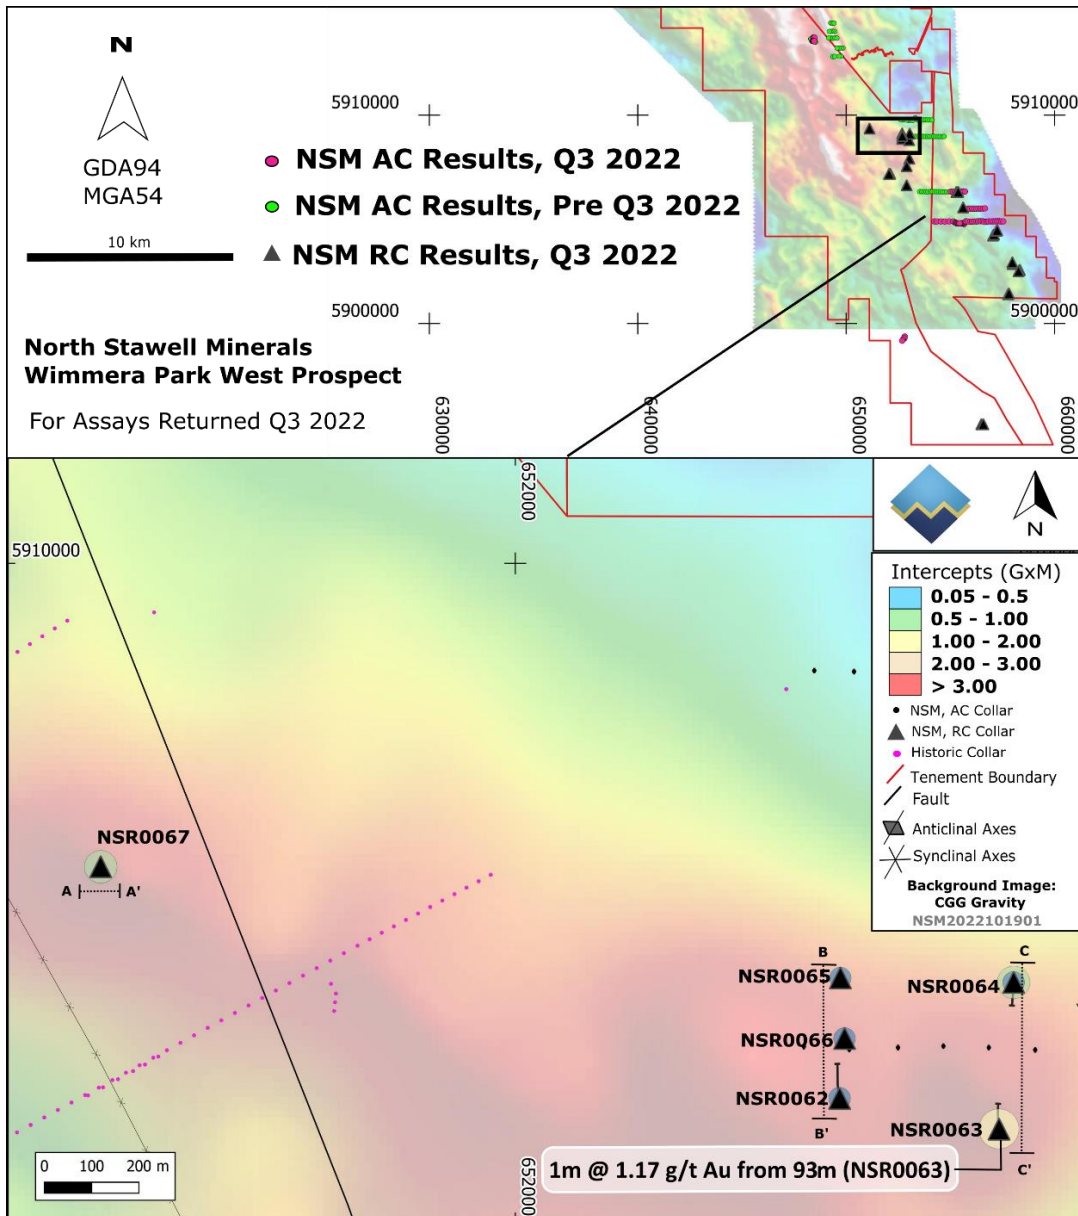 N
GDA94
MGA54
10 km
NSM AC Results, Q3 2022
NSM AC Results, Pre Q3 2022
NSM RC Results, Q3 2022
North Stawell Minerals
Wimmera Park West Prospect
For Assays Returned Q3 2022
5910000
5910000
5900000
5900000
630000
640000
6500000
6600000
652000
5910000
N
Intercepts (GxM)
0.05 - 0.5
0.5 - 1.00
1.00 - 2.00
2.00 - 3.00
> 3.00
NSM, AC Collar
NSM, RC Collar
Historic Collar
Tenement Boundary
Fault
Anticlinal Axes
Synclinal Axes
Background Image:
CGG Gravity
NSM2022101901
NSR0067
A A'
B
C
NSR0065
NSR0064
NSR0066
NSR0062
B'
NSR0063
C'
1m @ 1.17 g/t Au from 93m (NSR0063)
0 100 200 m
652000